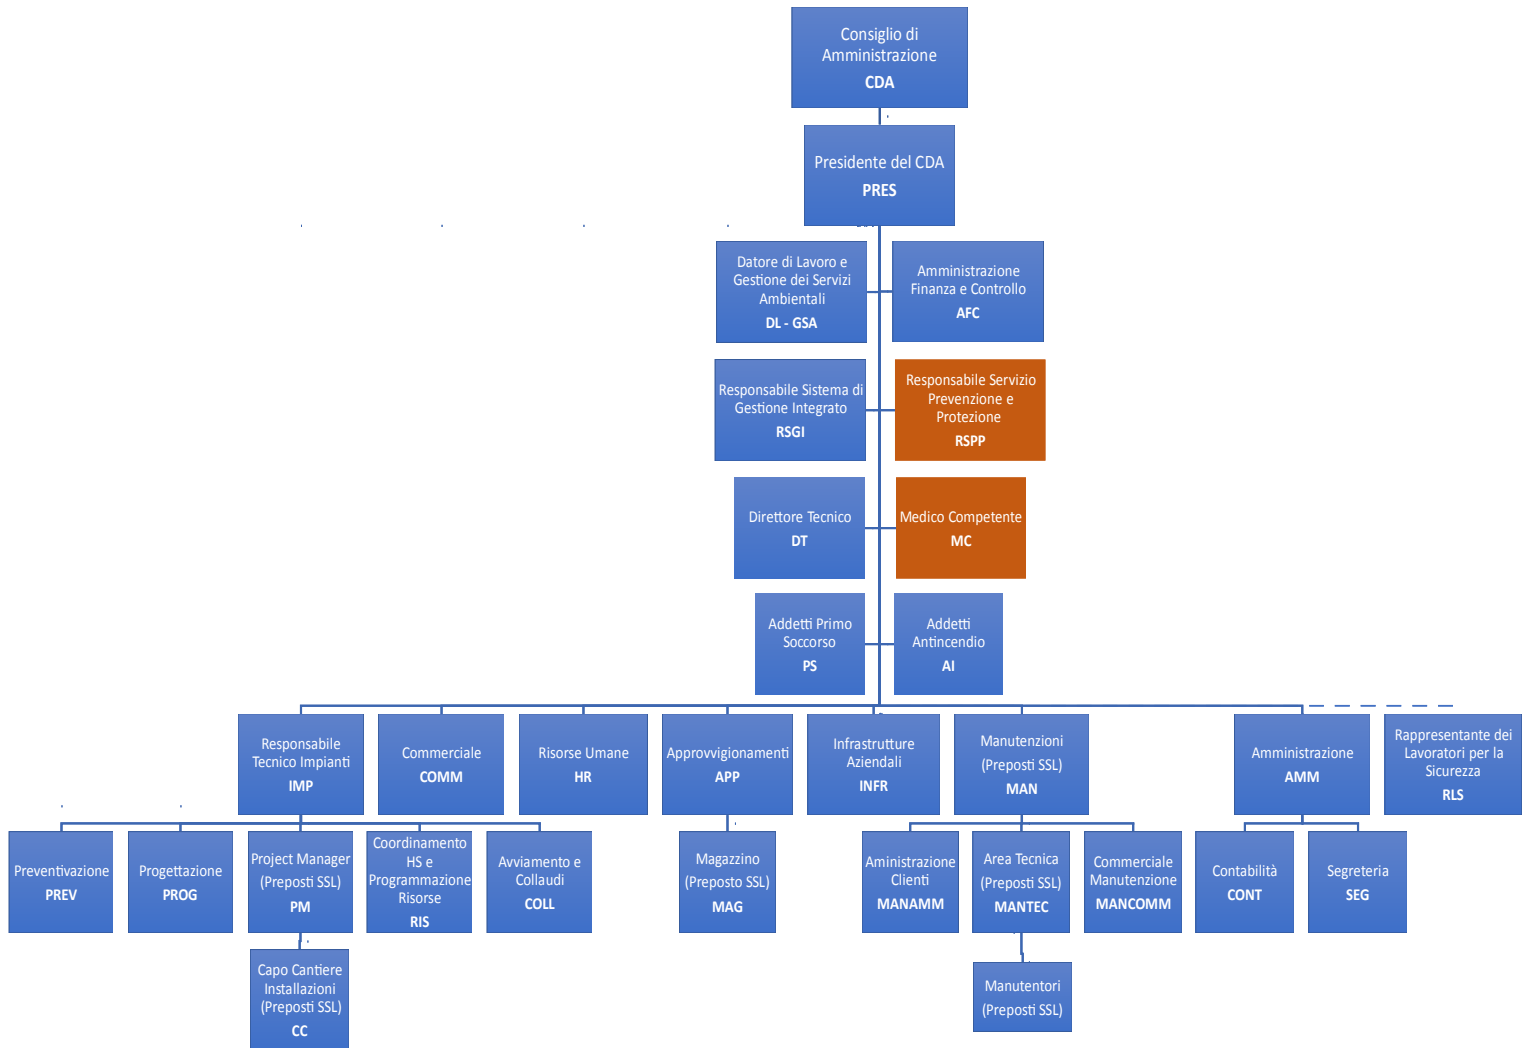 Consiglio di
Amministrazione
CDA
Presidente del CDA
PRES
Datore di Lavoro e
Gestione dei Servizi
Ambientali
DL - GSA
Amministrazione
Finanza e Controllo
AFC
Responsabile Sistema di
Gestione Integrato
RSGI
Responsabile Servizio
Prevenzione e
Protezione
RSPP
Direttore Tecnico
DT
Medico Competente
MC
Addetti Primo
Soccorso
PS
Addetti
Antincendio
AI
Responsabile
Tecnico Impianti
IMP
Commerciale
COMM
Risorse Umane
HR
Approvvigionamenti
APP
Infrastrutture
Aziendali
INFR
Manutenzioni
(Preposti SSL)
MAN
Amministrazione
AMM
Rappresentante dei
Lavoratori per la
Sicurezza
RLS
Preventivazione
PREV
Progettazione
PROG
Project Manager
(Preposti SSL)
PM
Coordinamento
HS e
Programmazione
Risorse
RIS
Avviamento e
Collaudi
COLL
Magazzino
(Preposto SSL)
MAG
Aministrazione
Clienti
MANAMM
Area Tecnica
(Preposti SSL)
MANTEC
Commerciale
Manutenzione
MANCOMM
Contabilità
CONT
Segreteria
SEG
Capo Cantiere
Installazioni
(Preposti SSL)
CC
Manutentori
(Preposti SSL)